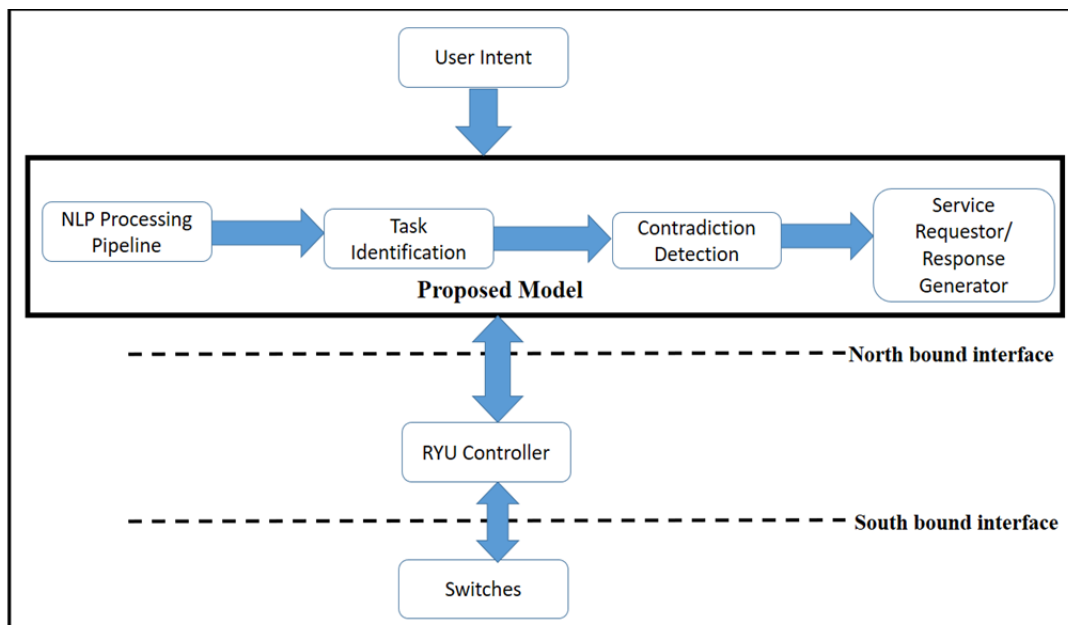 User Intent
NLP Processing
Pipeline
Task
Identification
Contradiction
Detection
Service
Requestor/
Response
Generator
Proposed Model
North bound interface
RYU Controller
South bound interface
Switches